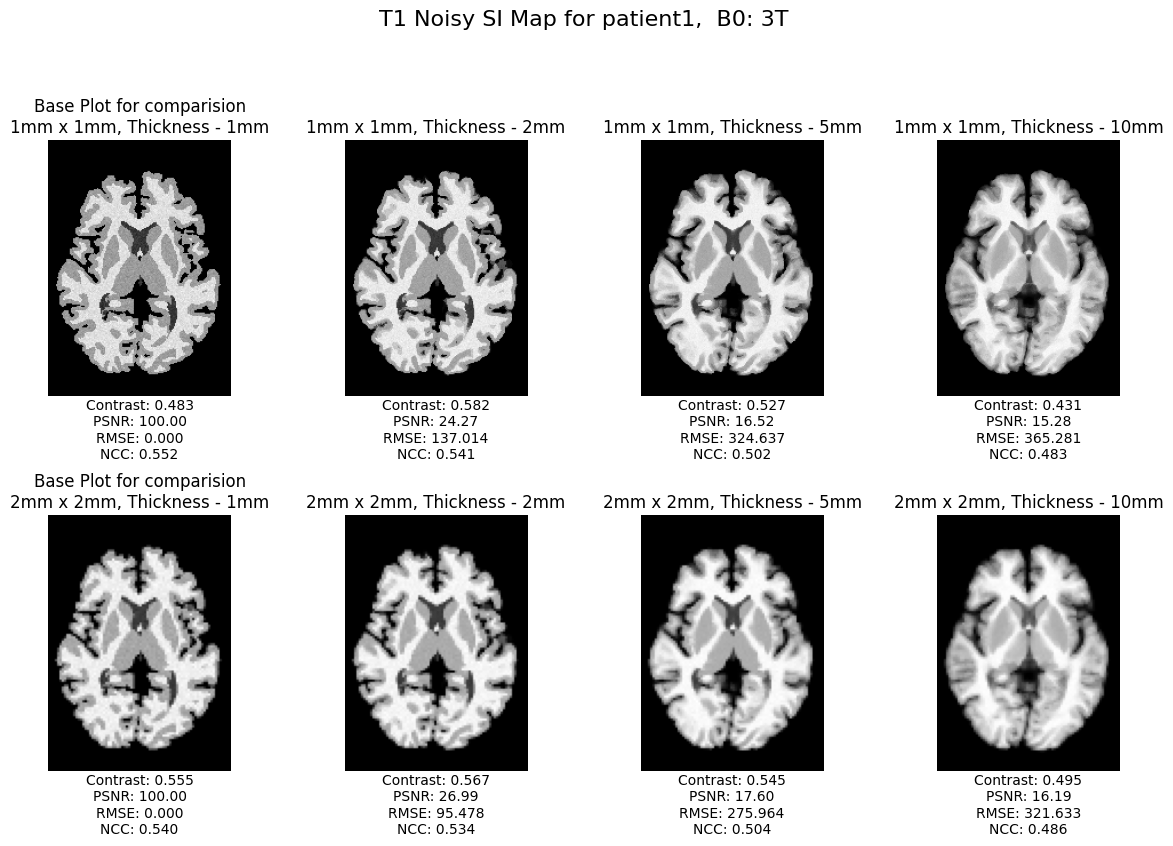 T1 Noisy SI Map for patient1,  B0: 3T
Base Plot for comparision
1mm x 1mm, Thickness - 1mm
1mm x 1mm, Thickness - 2mm
1mm x 1mm, Thickness - 5mm
1mm x 1mm, Thickness - 10mm
Contrast: 0.483
PSNR: 100.00
RMSE: 0.000
NCC: 0.552
Contrast: 0.582
PSNR: 24.27
RMSE: 137.014
NCC: 0.541
Contrast: 0.527
PSNR: 16.52
RMSE: 324.637
NCC: 0.502
Contrast: 0.431
PSNR: 15.28
RMSE: 365.281
NCC: 0.483
Base Plot for comparision
2mm x 2mm, Thickness - 1mm
2mm x 2mm, Thickness - 2mm
2mm x 2mm, Thickness - 5mm
2mm x 2mm, Thickness - 10mm
Contrast: 0.555
PSNR: 100.00
RMSE: 0.000
NCC: 0.540
Contrast: 0.567
PSNR: 26.99
RMSE: 95.478
NCC: 0.534
Contrast: 0.545
PSNR: 17.60
RMSE: 275.964
NCC: 0.504
Contrast: 0.495
PSNR: 16.19
RMSE: 321.633
NCC: 0.486